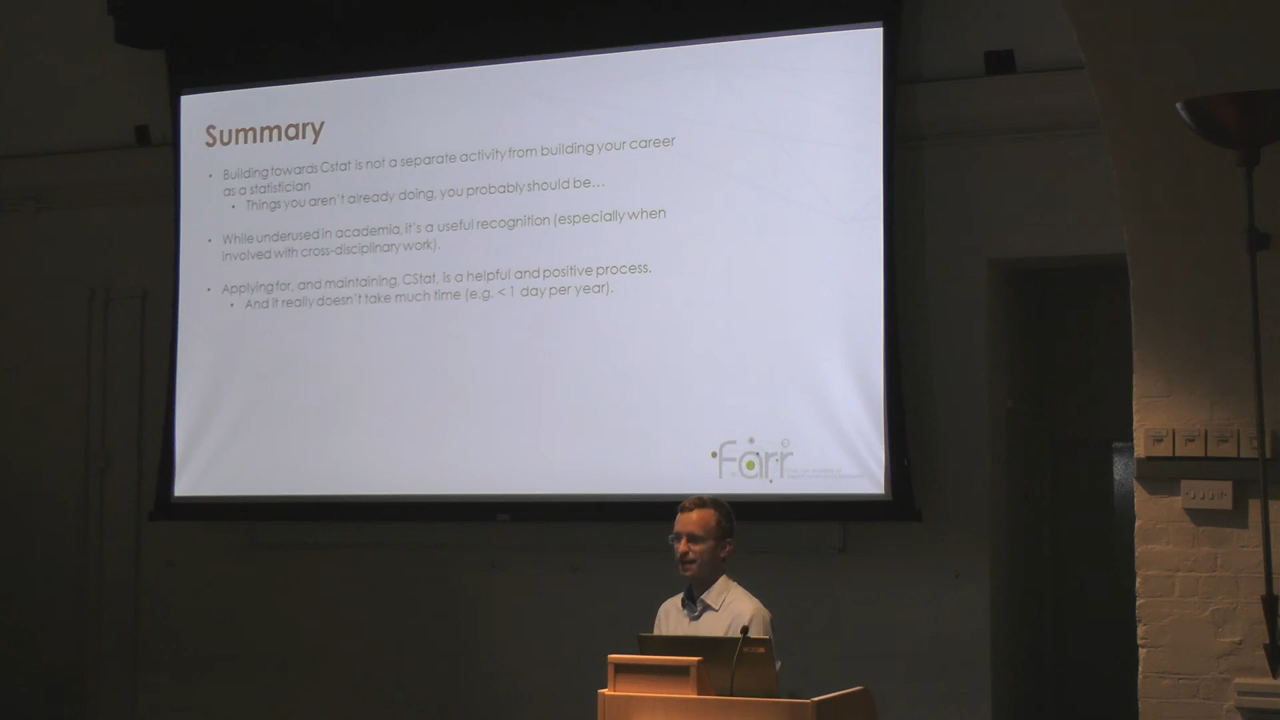 Summary
• Building towards Cstat is not a separate activity from building your career
as a statistician
• Things you aren't already doing, you probably should be…
• While underused in academia, it's a useful recognition (especially when
involved with cross-disciplinary work).
• Applying for, and maintaining, CStat, is a helpful and positive process.
• And it really doesn't take much time (e.g. < 1 day per year).
Farr